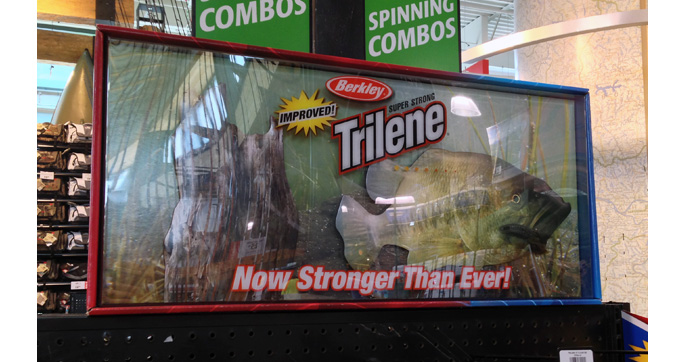 COMBOS
SPINNING
COMBOS
Berkley
IMPROVED!
SUPER STRONG
Trilene
Now Stronger Than Ever!